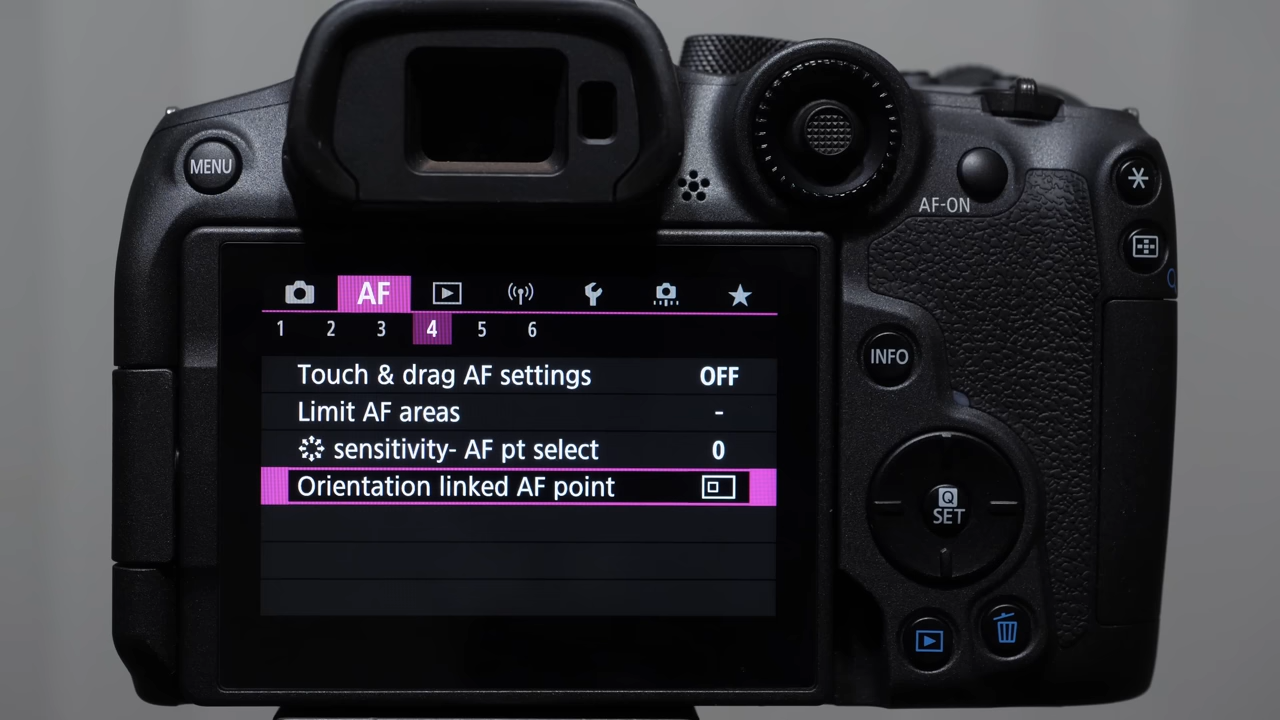 MENU
AF-ON
AF
1 2 3 4 5 6
Touch & drag AF settings OFF
Limit AF areas -
sensitivity- AF pt select 0
Orientation linked AF point
INFO
Q
SET